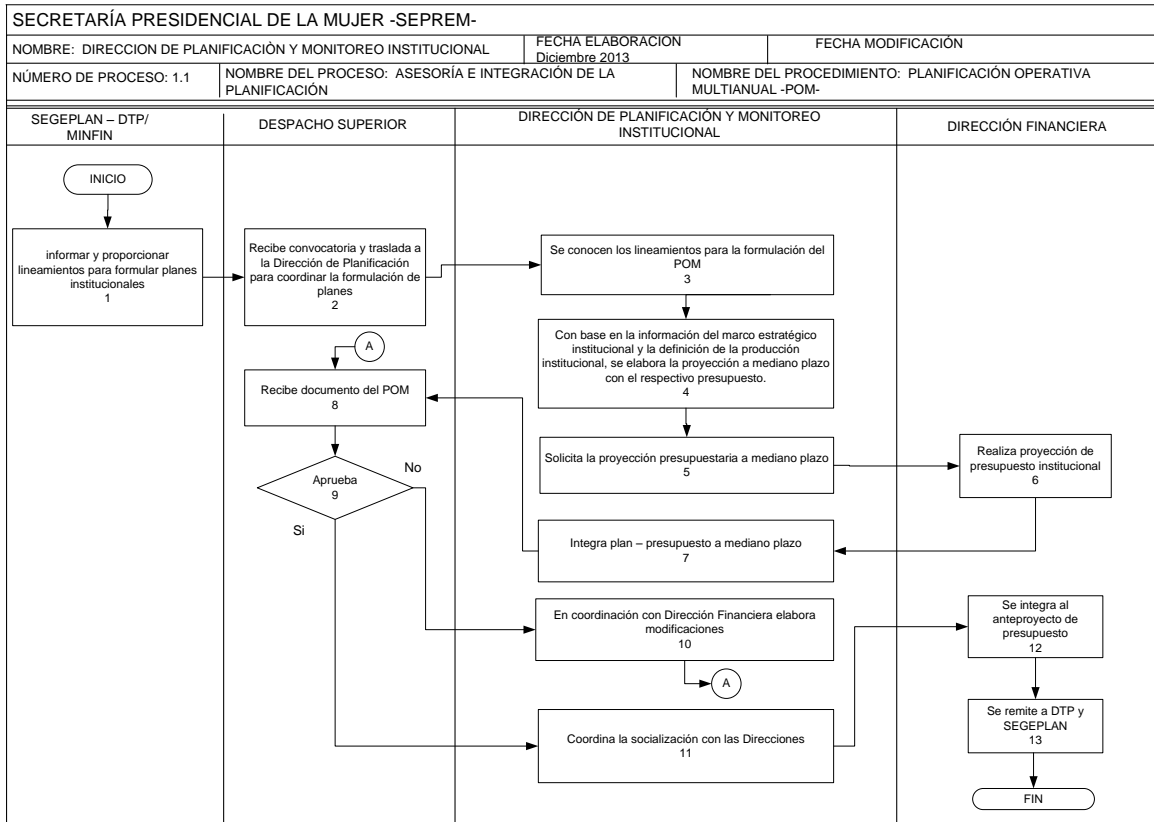 SECRETARÍA PRESIDENCIAL DE LA MUJER -SEPREM-
NOMBRE: DIRECCION DE PLANIFICACIÒN Y MONITOREO INSTITUCIONAL
FECHA ELABORACION
Diciembre 2013
FECHA MODIFICACIÓN
NÚMERO DE PROCESO: 1.1
NOMBRE DEL PROCESO: ASESORÍA E INTEGRACIÓN DE LA
PLANIFICACIÓN
NOMBRE DEL PROCEDIMIENTO: PLANIFICACIÓN OPERATIVA
MULTIANUAL -POM-
SEGEPLAN – DTP/
MINFIN
DESPACHO SUPERIOR
DIRECCIÓN DE PLANIFICACIÓN Y MONITOREO
INSTITUCIONAL
DIRECCIÓN FINANCIERA
INICIO
informar y proporcionar
lineamientos para formular planes
institucionales
1
Recibe convocatoria y traslada a
la Dirección de Planificación
para coordinar la formulación de
planes
2
Se conocen los lineamientos para la formulación del
POM
3
Con base en la información del marco estratégico
institucional y la definición de la producción
institucional, se elabora la proyección a mediano plazo
con el respectivo presupuesto.
4
Solicita la proyección presupuestaria a mediano plazo
5
Realiza proyección de
presupuesto institucional
6
Integra plan – presupuesto a mediano plazo
7
A
Recibe documento del POM
8
Aprueba
9
No
Si
En coordinación con Dirección Financiera elabora
modificaciones
10
A
Coordina la socialización con las Direcciones
11
Se integra al
anteproyecto de
presupuesto
12
Se remite a DTP y
SEGEPLAN
13
FIN